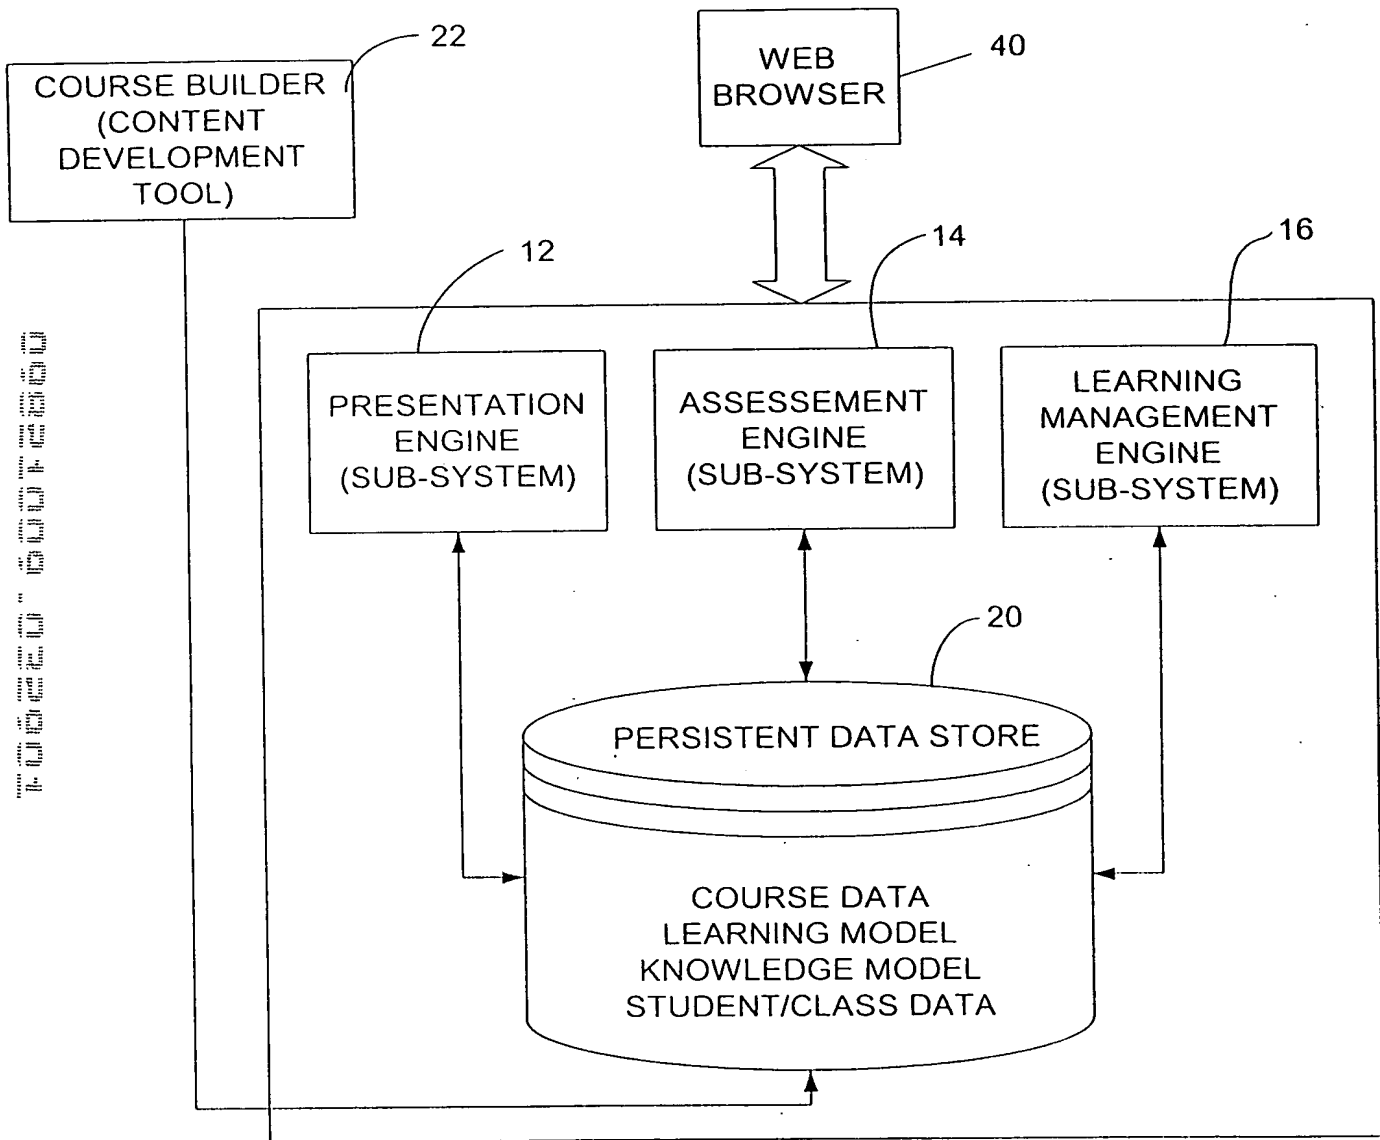 22
COURSE BUILDER
(CONTENT
DEVELOPMENT
TOOL)
WEB
BROWSER
40
12
14
16
PRESENTATION
ENGINE
(SUB-SYSTEM)
ASSESSEMENT
ENGINE
(SUB-SYSTEM)
LEARNING
MANAGEMENT
ENGINE
(SUB-SYSTEM)
20
PERSISTENT DATA STORE
COURSE DATA
LEARNING MODEL
KNOWLEDGE MODEL
STUDENT/CLASS DATA